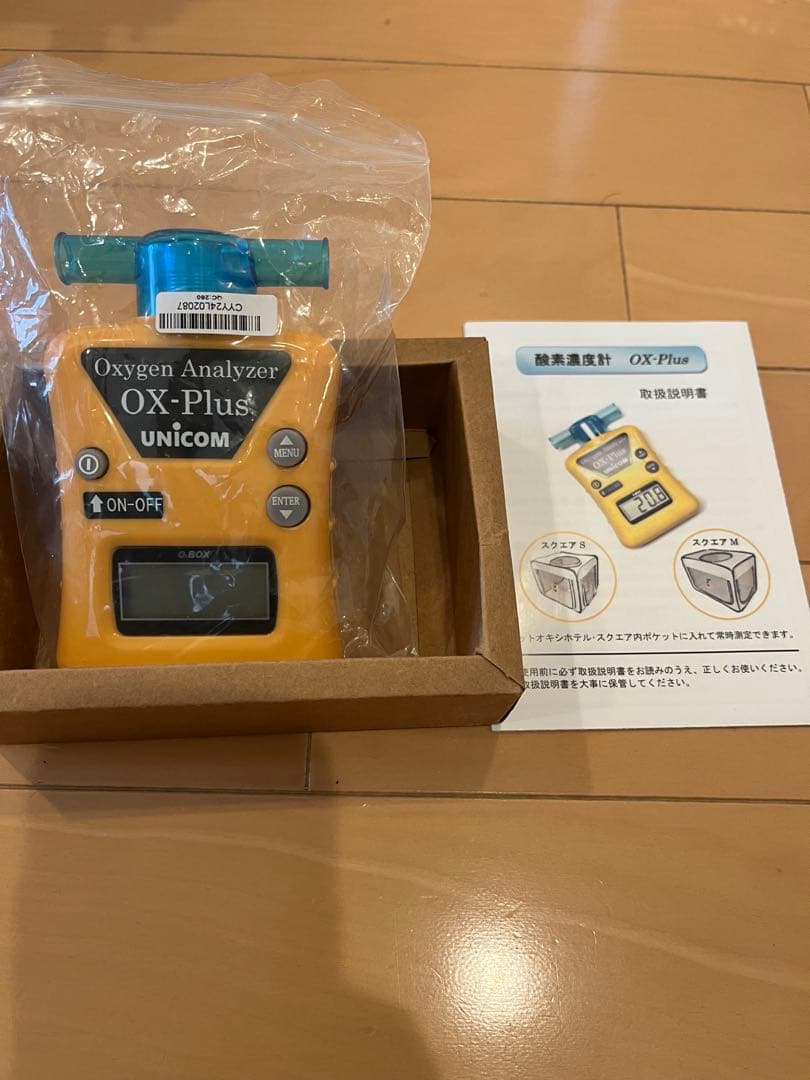 CYY24L02087
QC:260
Oxygen Analyzer
OX-Plus
UNICOM
MENU
ON-OFF
ENTER
O₂BOX
酸素濃度計 OX-Plus
取扱説明書
OX-Plus
UNICOM
20.8
スクエア S
スクエア M
ットオキシホテル・スクエア内ポケットに入れて常時測定できます。
使用前に必ず取扱説明書をお読みのうえ、正しくお使いください。
取扱説明書を大事に保管してください。